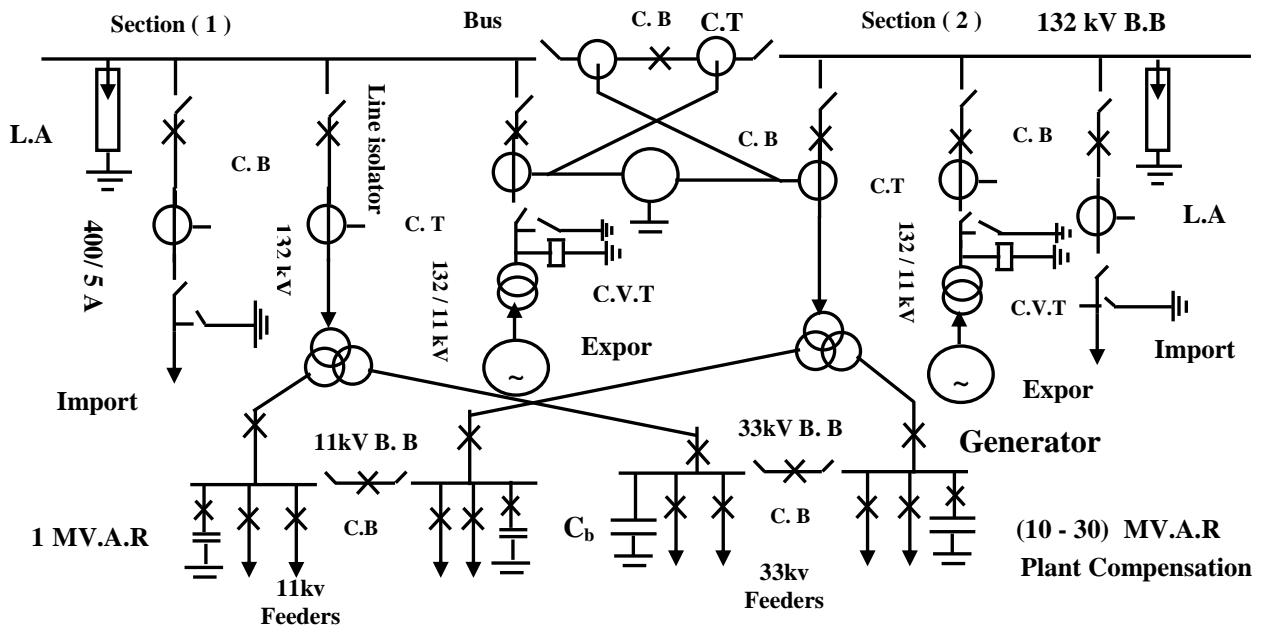 Section ( 1 )
Bus
C. B
C.T
Section ( 2 )
132 kV B.B
L.A
C. B
Line isolator
C. B
C. B
C.T
L.A
400/ 5 A
132 kV
C. T
132 / 11 kV
C.V.T
132 / 11 kV
C.V.T
Import
~
Expor
~
Expor
Import
11kV B. B
33kV B. B
Generator
1 MV.A.R
C.B
Cb
C. B
(10 - 30) MV.A.R
Plant Compensation
11kv
Feeders
33kv
Feeders